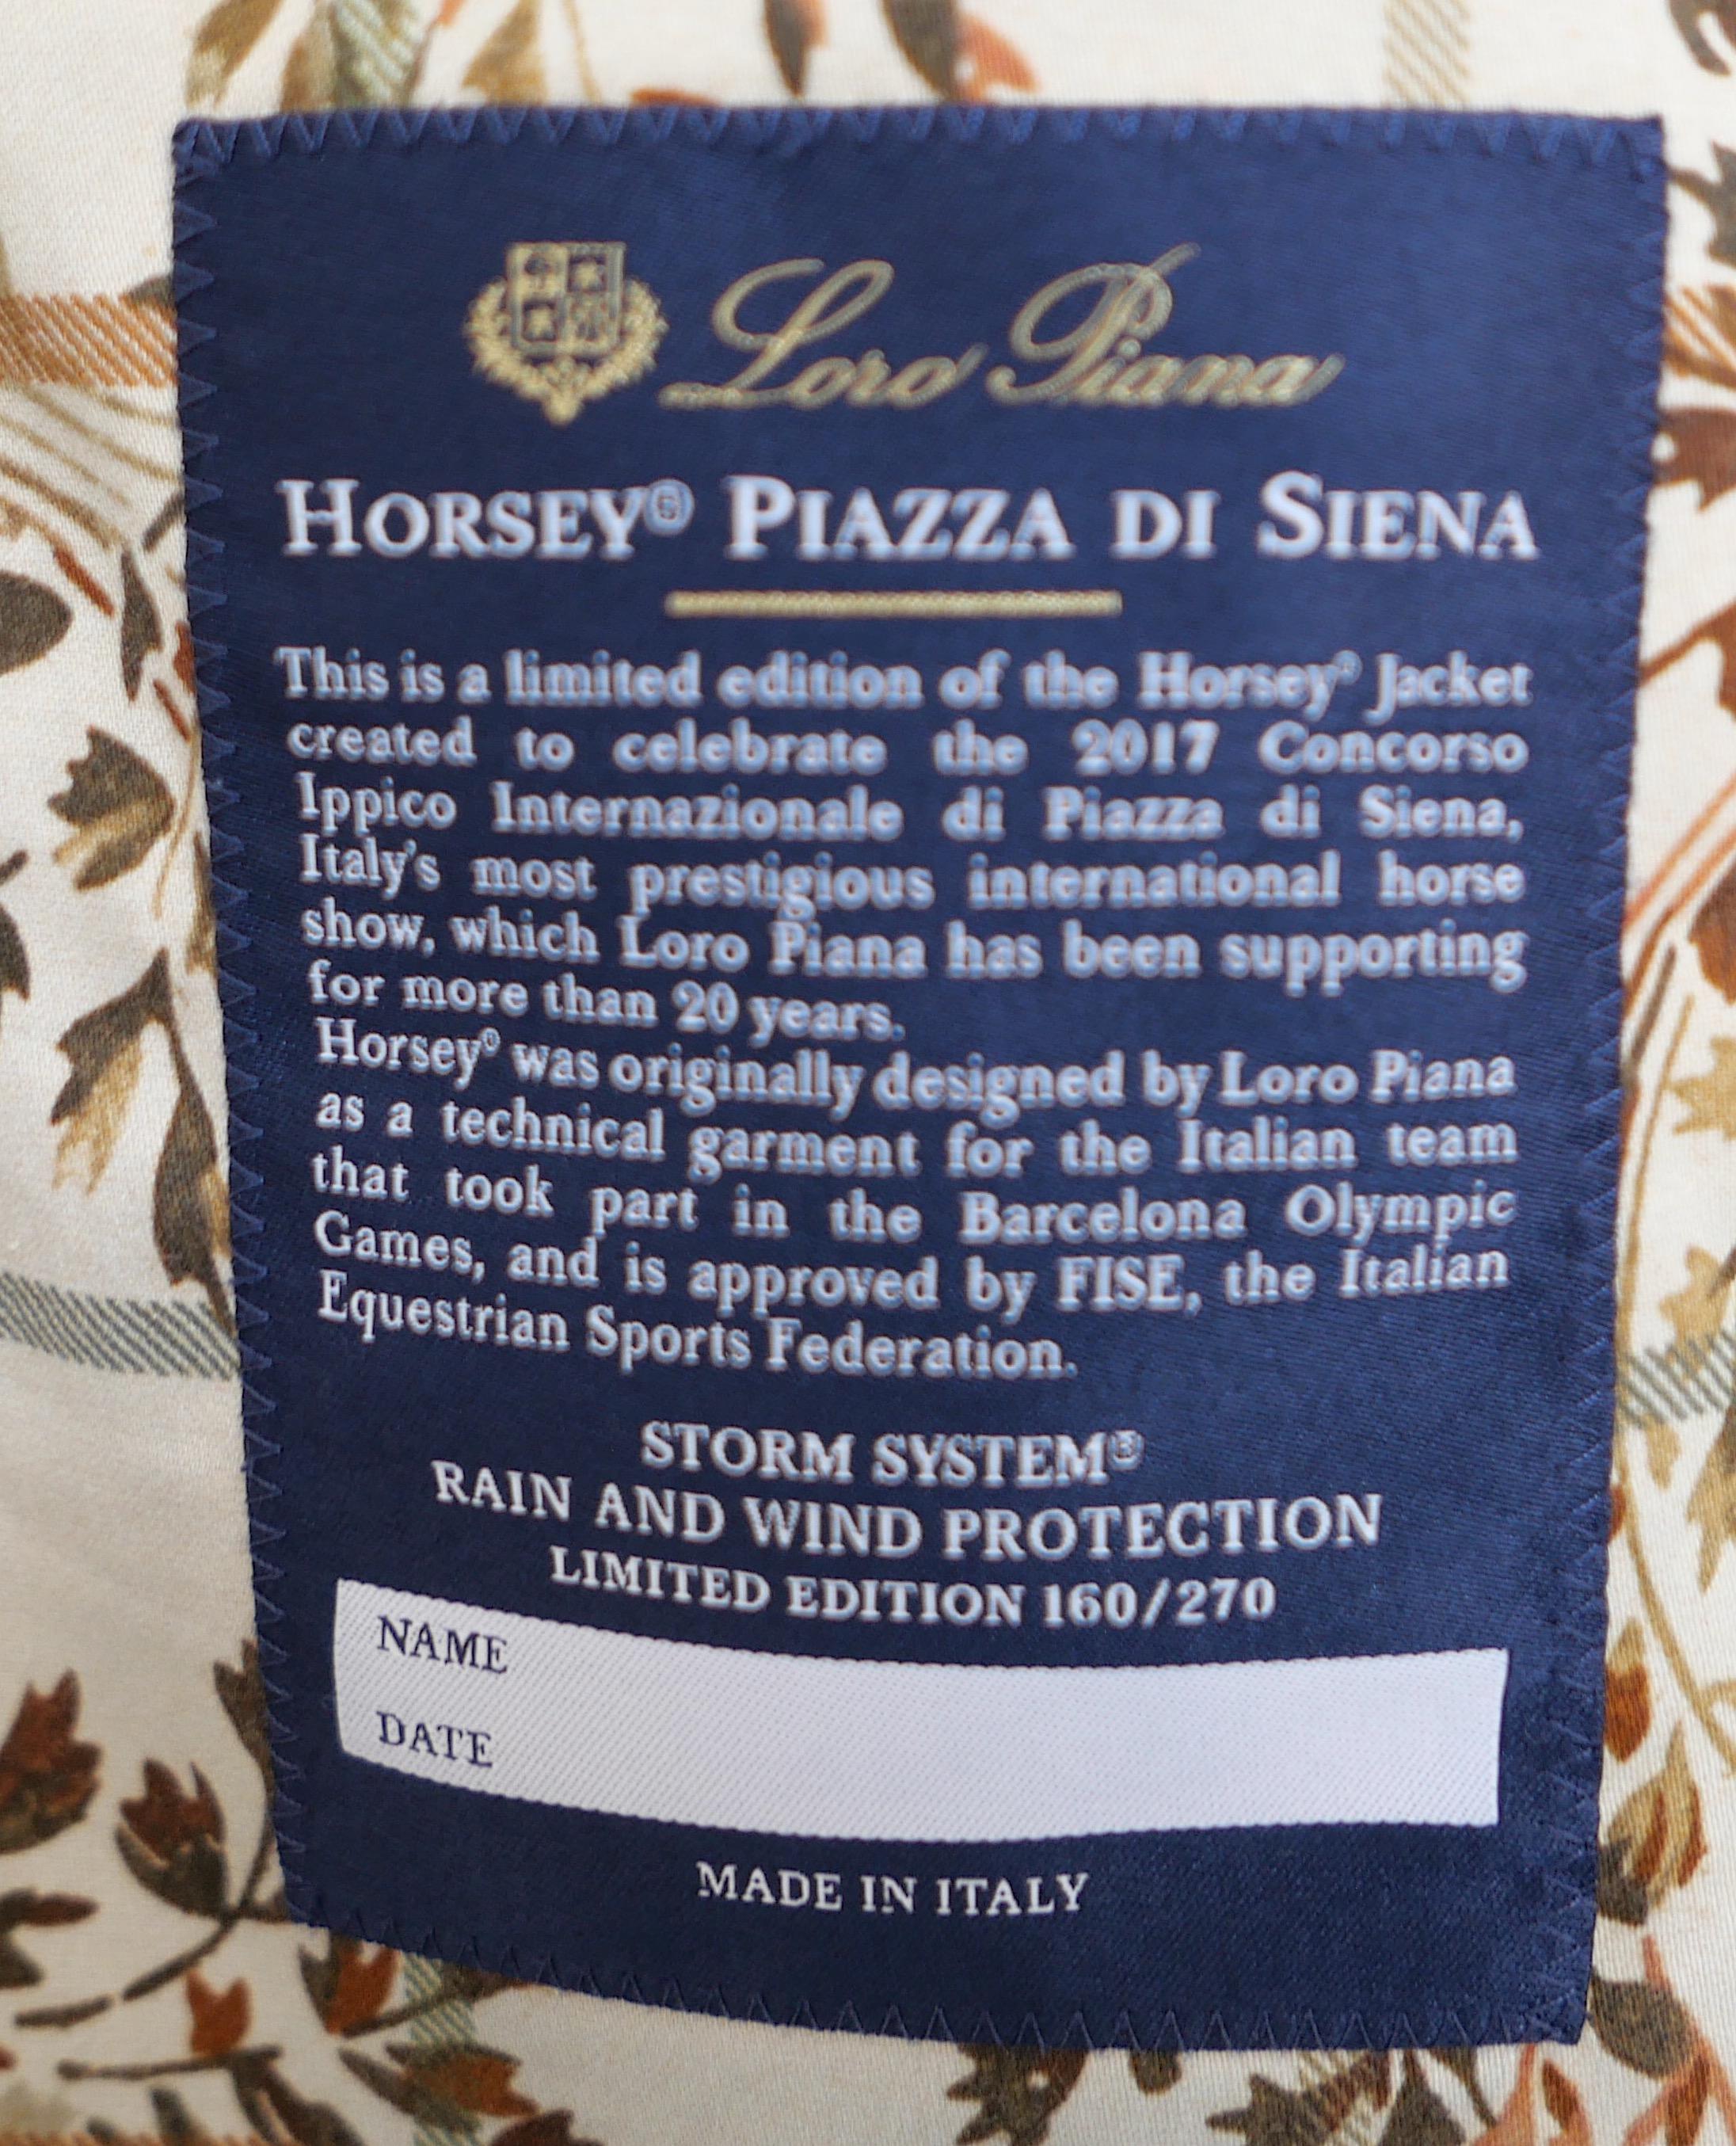 Loro Piana
HORSEY® PIAZZA DI SIENA
This is a limited edition of the Horsey® Jacket
created to celebrate the 2017 Concorso
Ippico Internazionale di Piazza di Siena,
Italy's most prestigious international horse
show, which Loro Piana has been supporting
for more than 20 years.
Horsey® was originally designed by Loro Piana
as a technical garment for the Italian team
that took part in the Barcelona Olympic
Games, and is approved by FISE, the Italian
Equestrian Sports Federation.
STORM SYSTEM®
RAIN AND WIND PROTECTION
LIMITED EDITION 160/270
NAME
DATE
MADE IN ITALY